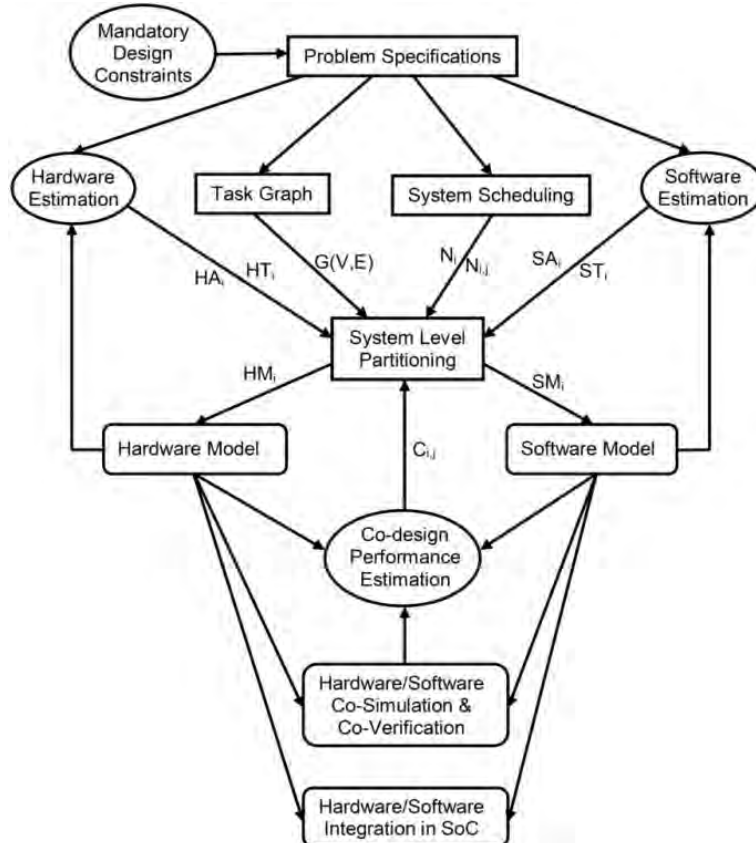 Mandatory
Design
Constraints
Problem Specifications
Hardware
Estimation
Task Graph
System Scheduling
Software
Estimation
HAᵢ
HTᵢ
G(V,E)
Nᵢ
Nᵢ,ⱼ
SAᵢ
STᵢ
System Level
Partitioning
HMᵢ
SMᵢ
Hardware Model
Cᵢ,ⱼ
Software Model
Co-design
Performance
Estimation
Hardware/Software
Co-Simulation &
Co-Verification
Hardware/Software
Integration in SoC